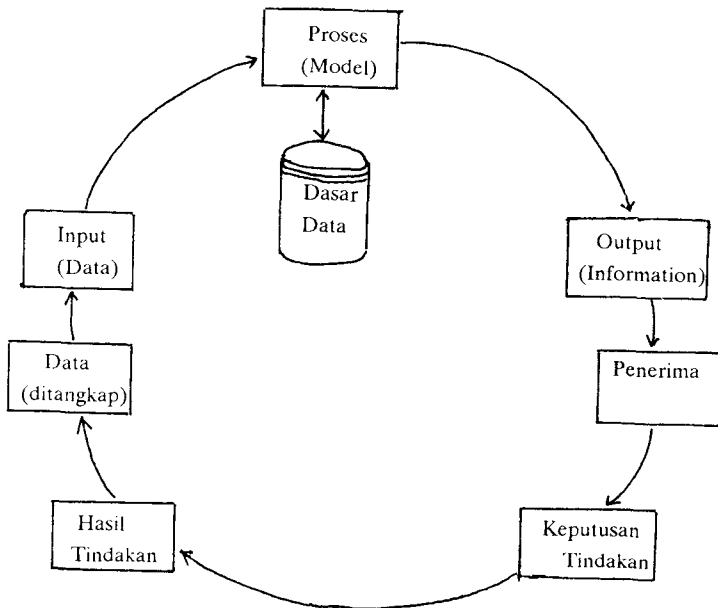 Proses
(Model)
Dasar
Data
Input
(Data)
Output
(Information)
Data
(ditangkap)
Penerima
Hasil
Tindakan
Keputusan
Tindakan